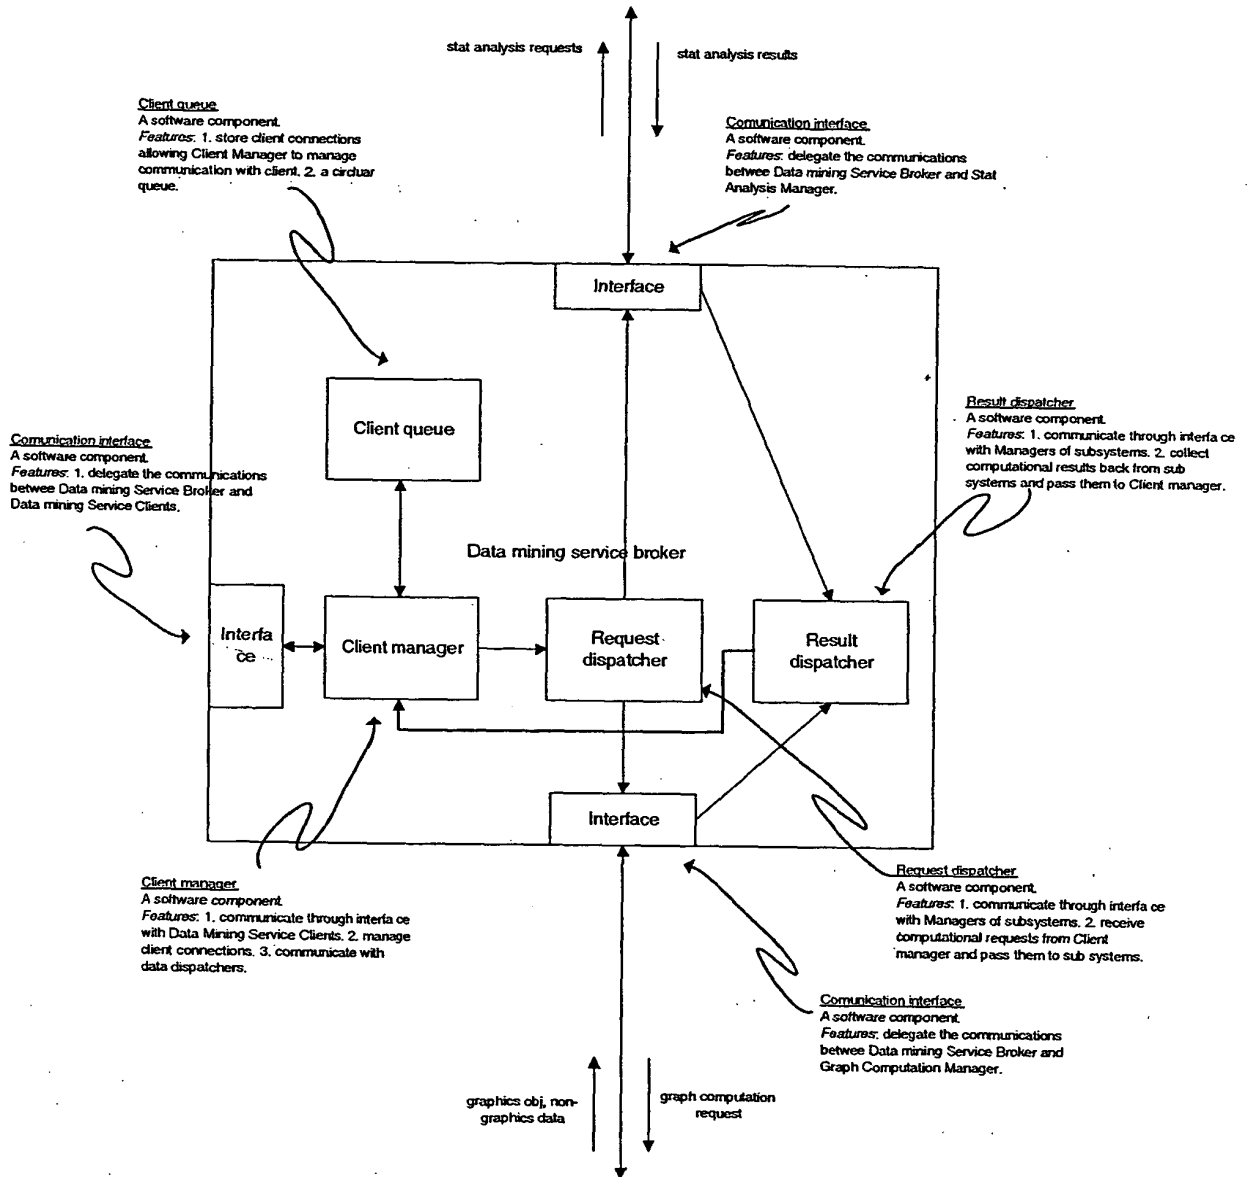 stat analysis requests
stat analysis results
Client queue
A software component.
Features: 1. store client connections
allowing Client Manager to manage
communication with client. 2. a circluar
queue.
Comunication interface
A software component.
Features: delegate the communications
betwee Data mining Service Broker and Stat
Analysis Manager.
Interface
Client queue
Result dispatcher
A software component.
Features: 1. communicate through interfa ce
with Managers of subsystems. 2. collect
computational results back from sub
systems and pass them to Client manager.
Comunication interface
A software component.
Features: 1. delegate the communications
betwee Data mining Service Broker and
Data mining Service Clients.
Data mining service broker
Interfa
ce
Client manager
Request
dispatcher
Result
dispatcher
Interface
Client manager
A software component.
Features: 1. communicate through interfa ce
with Data Mining Service Clients. 2. manage
client connections. 3. communicate with
data dispatchers.
Request dispatcher
A software component.
Features: 1. communicate through interfa ce
with Managers of subsystems. 2. receive
computational requests from Client
manager and pass them to sub systems.
Comunication interface
A software component.
Features: delegate the communications
betwee Data mining Service Broker and
Graph Computation Manager.
graphics obj, non-
graphics data
graph computation
request